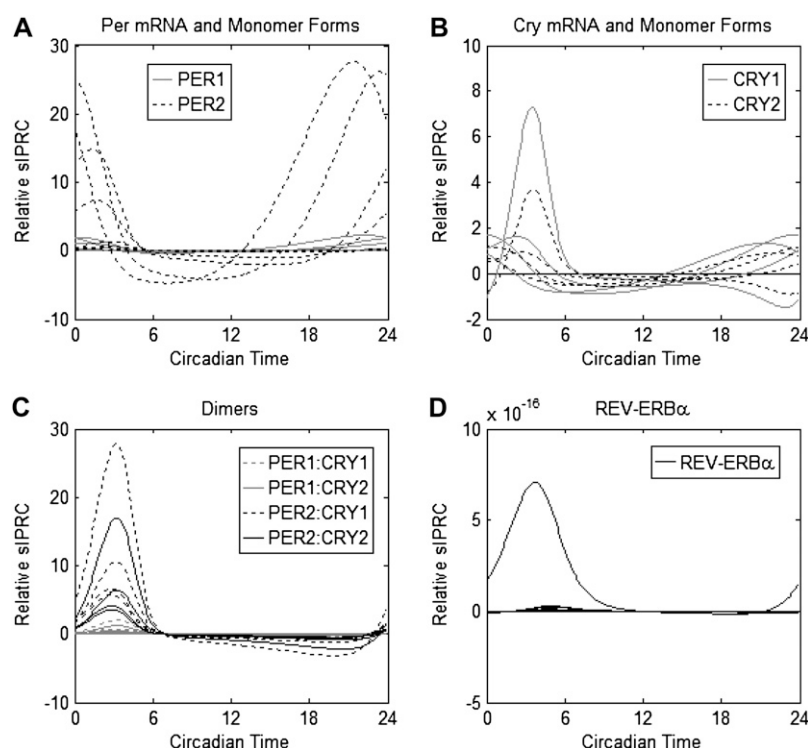 A
Per mRNA and Monomer Forms
30
20
10
0
-10
Relative sIPRC
PER1
PER2
0 6 12 18 24
Circadian Time
B
Cry mRNA and Monomer Forms
10
8
6
4
2
0
-2
Relative sIPRC
CRY1
CRY2
0 6 12 18 24
Circadian Time
C
Dimers
30
20
10
0
-10
Relative sIPRC
PER1:CRY1
PER1:CRY2
PER2:CRY1
PER2:CRY2
0 6 12 18 24
Circadian Time
D
x 10^-16
REV-ERBα
10
5
0
-5
Relative sIPRC
REV-ERBα
0 6 12 18 24
Circadian Time